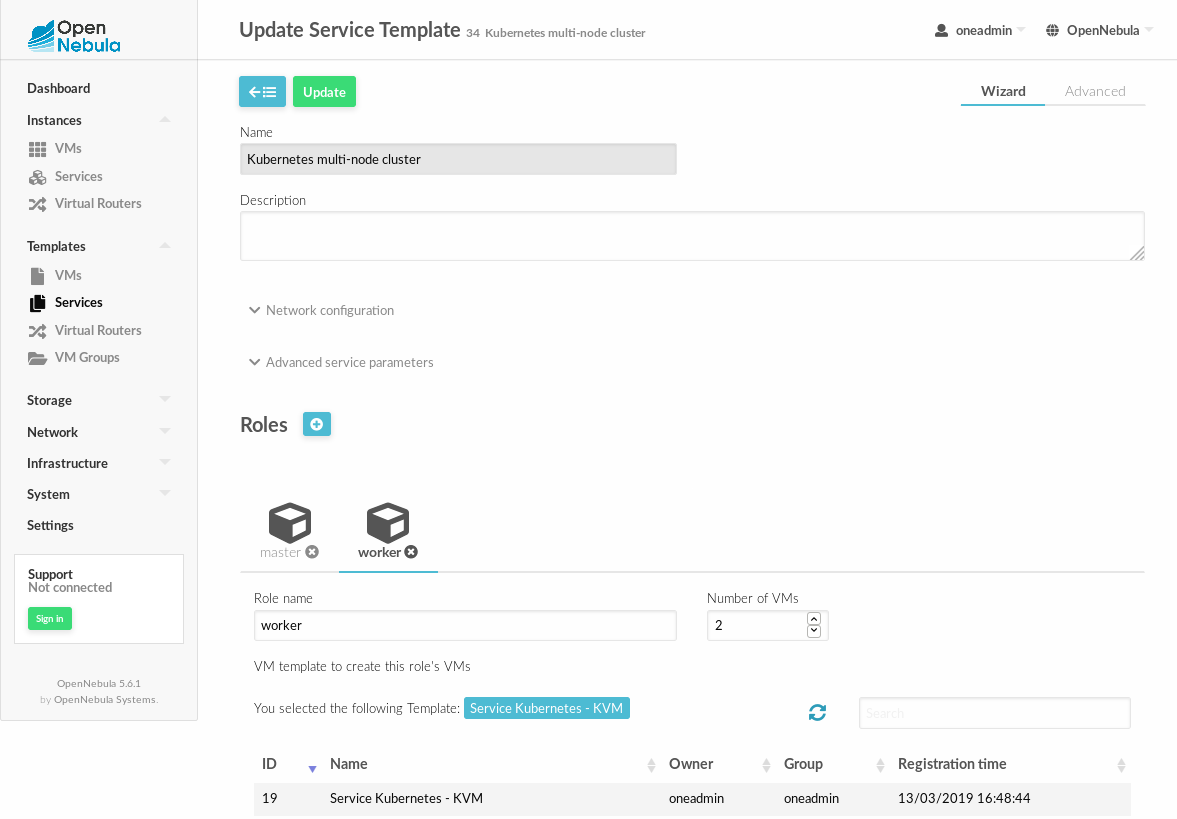 Open
Nebula
Update Service Template 34 Kubernetes multi-node cluster
oneadmin
OpenNebula
Dashboard
Instances
VMs
Services
Virtual Routers
Templates
VMs
Services
Virtual Routers
VM Groups
Storage
Network
Infrastructure
System
Settings
Support
Not connected
Sign in
OpenNebula 5.6.1
by OpenNebula Systems.
Update
Wizard
Advanced
Name
Kubernetes multi-node cluster
Description
Network configuration
Advanced service parameters
Roles
master
worker
Role name
Number of VMs
worker
2
VM template to create this role's VMs
You selected the following Template: Service Kubernetes - KVM
Search
ID Name Owner Group Registration time
19 Service Kubernetes - KVM oneadmin oneadmin 13/03/2019 16:48:44